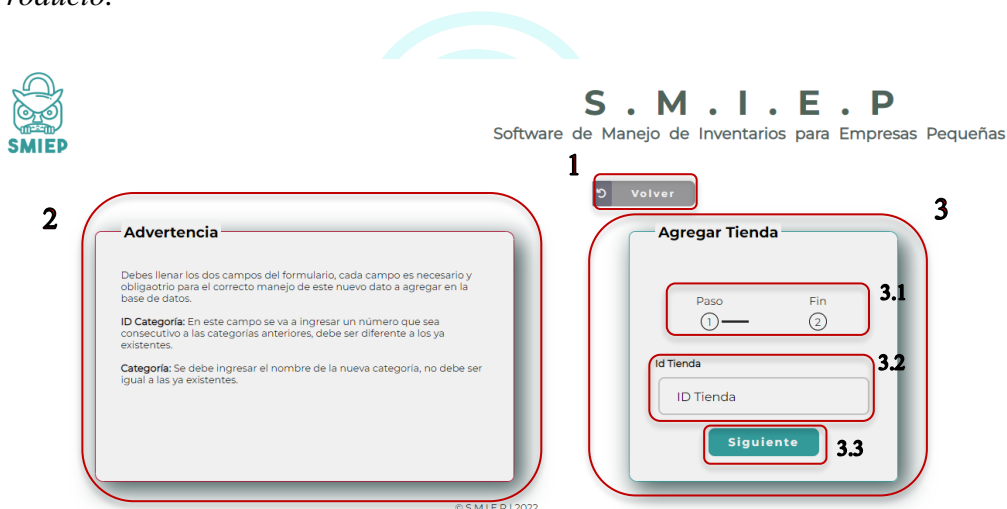 roducto.
S . M . I . E . P
Software de Manejo de Inventarios para Empresas Pequeñas
SMIEP
1
Volver
2
3
Advertencia
Debes llenar los dos campos del formulario, cada campo es necesario y
obligaotrio para el correcto manejo de este nuevo dato a agregar en la
base de datos.
ID Categoría: En este campo se va a ingresar un número que sea
consecutivo a las categorías anteriores, debe ser diferente a los ya
existentes.
Categoría: Se debe ingresar el nombre de la nueva categoría, no debe ser
igual a las ya existentes.
Agregar Tienda
3.1
Paso Fin
1 2
3.2
Id Tienda
ID Tienda
Siguiente
3.3
© S.M.I.E.P | 2022